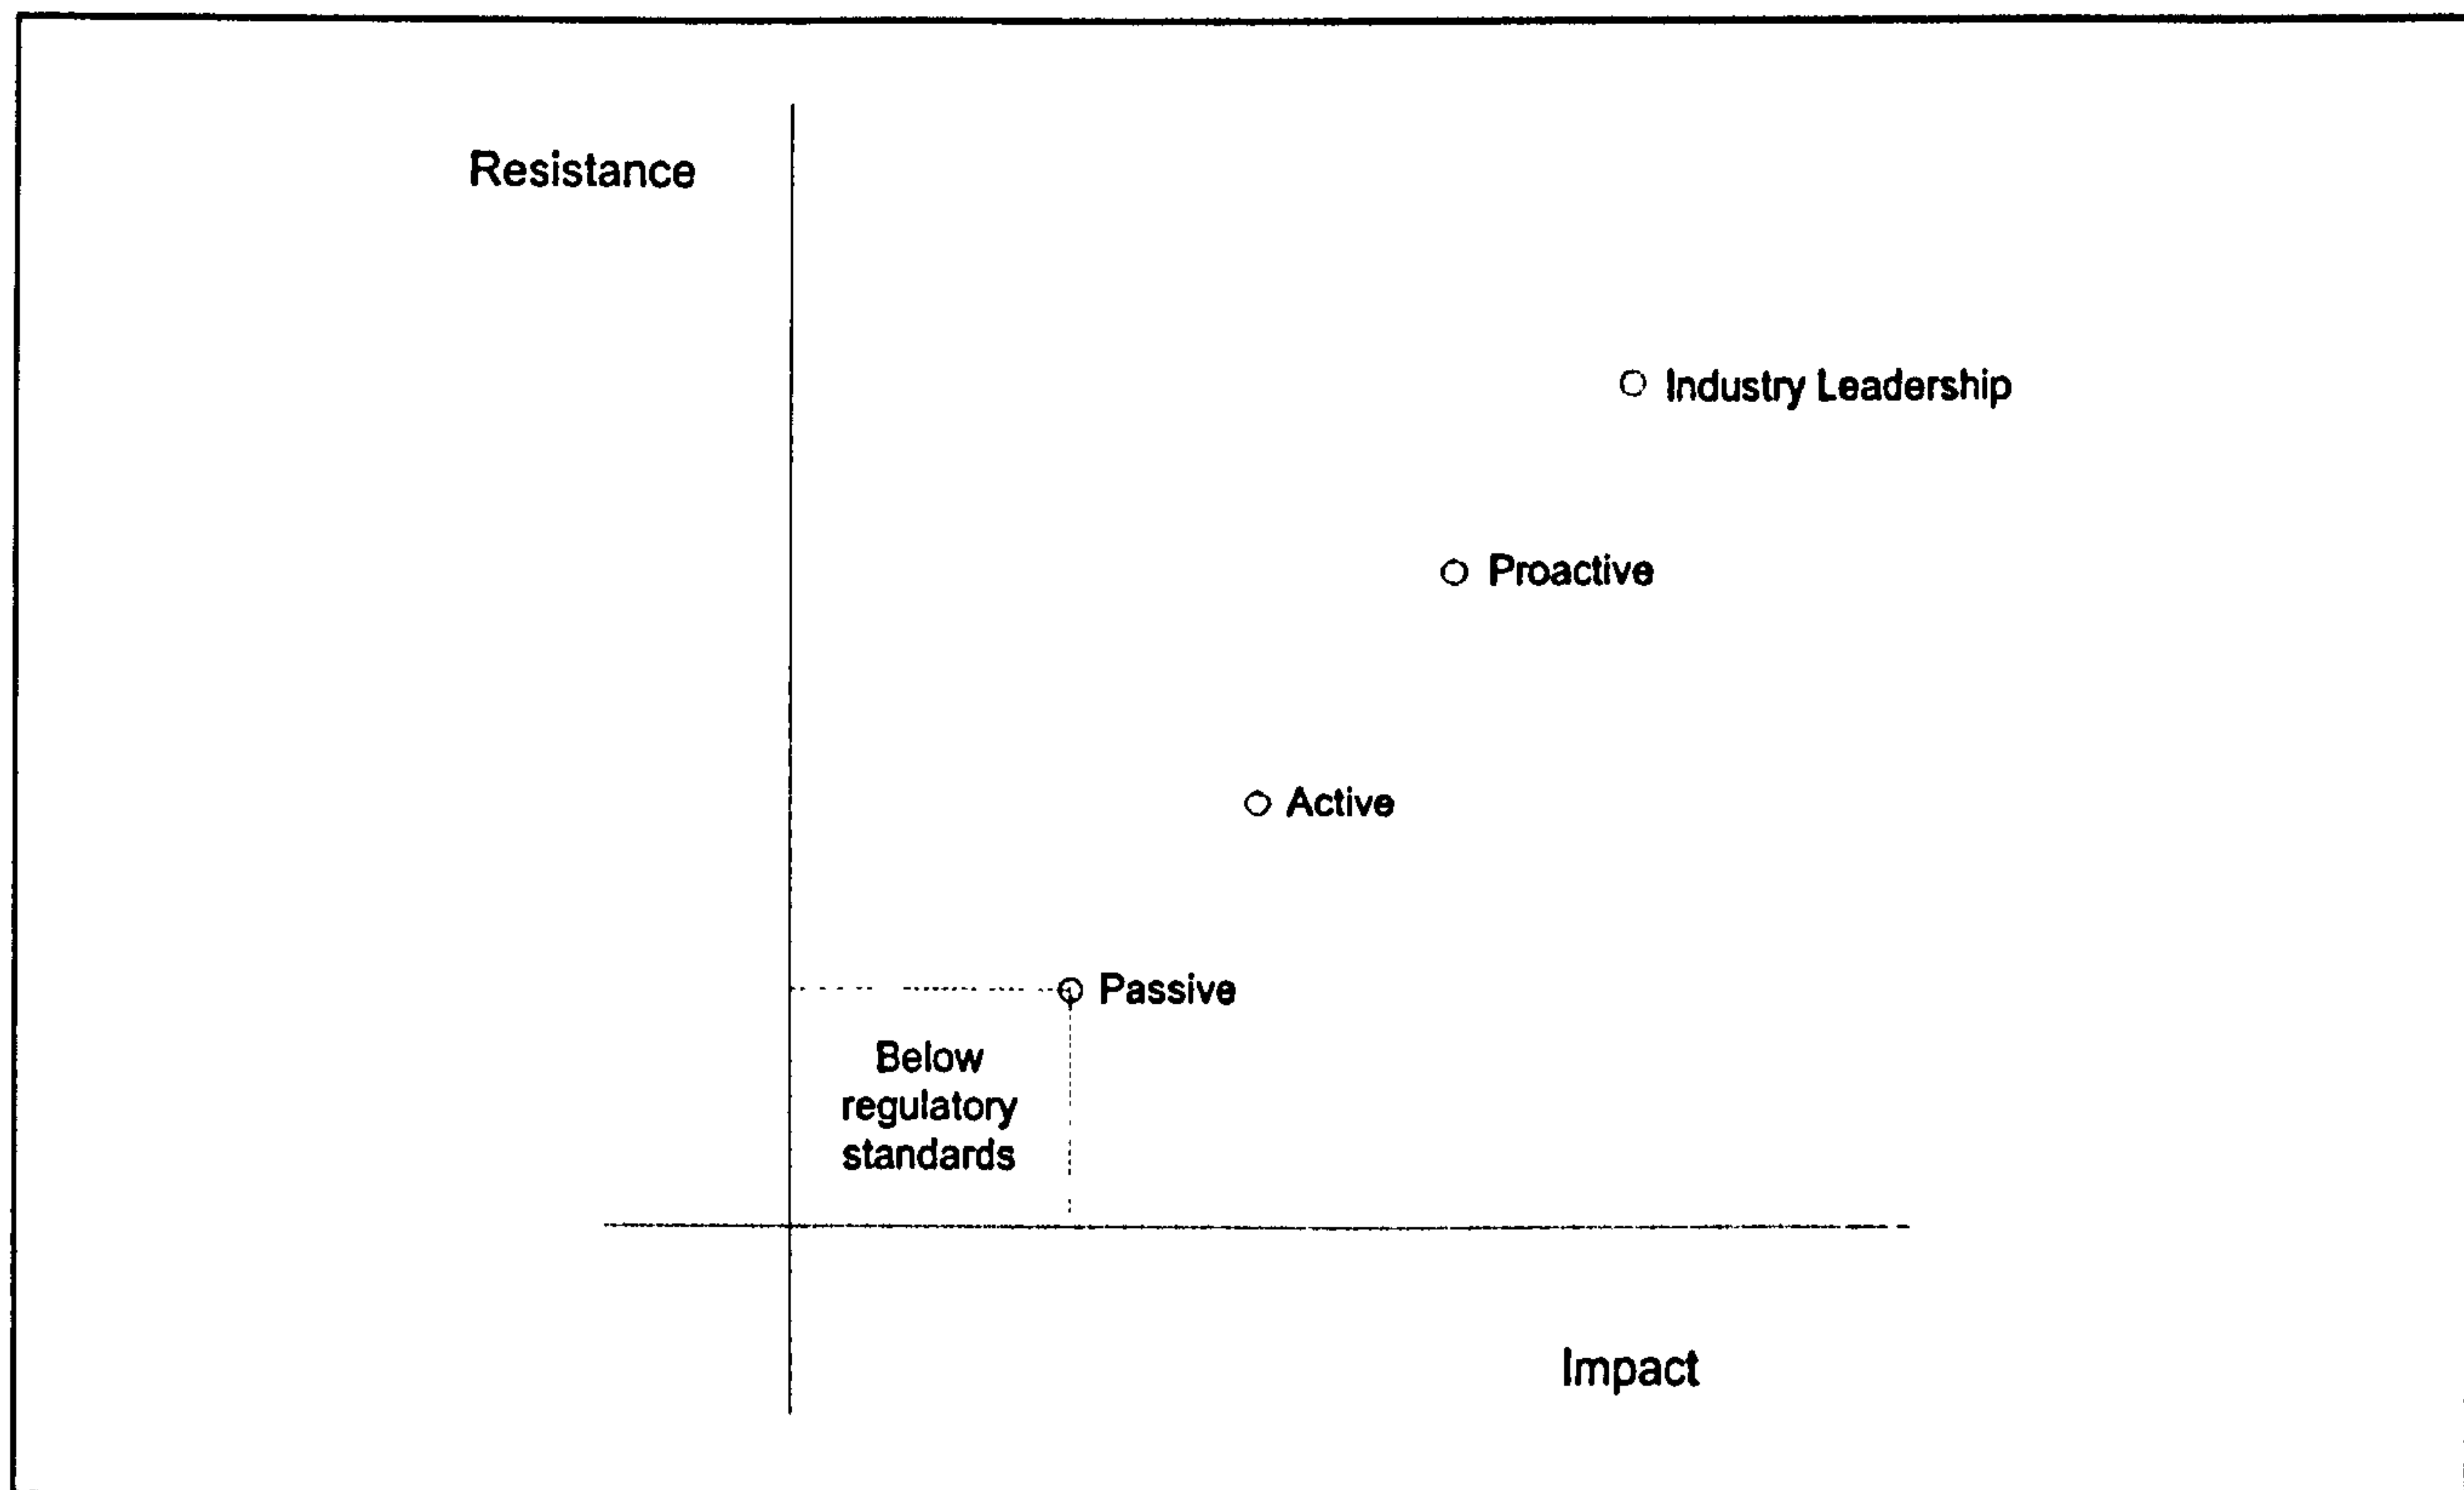 Resistance
Industry Leadership
Proactive
Active
Passive
Below
regulatory
standards
Impact